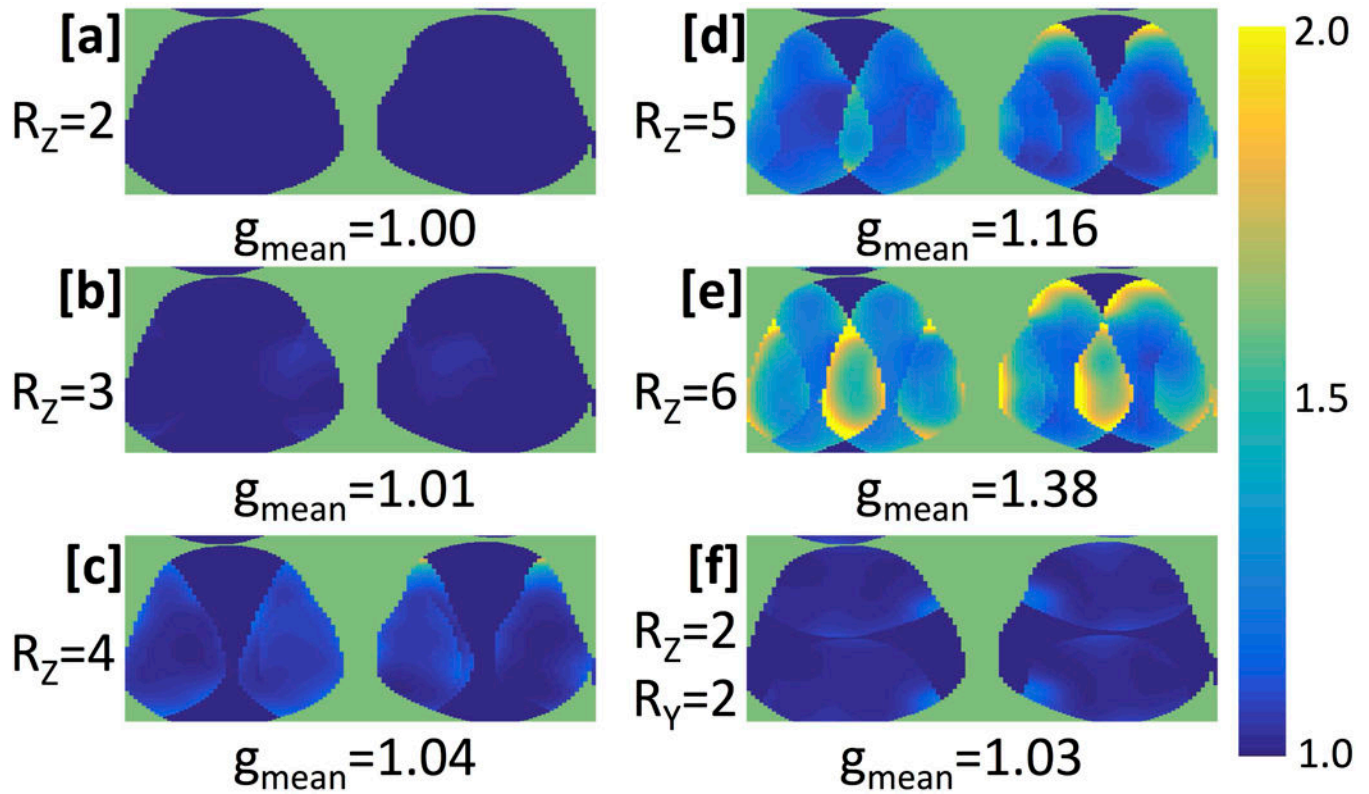 [a]
R_Z=2
g_mean=1.00
[b]
R_Z=3
g_mean=1.01
[c]
R_Z=4
g_mean=1.04
[d]
R_Z=5
g_mean=1.16
[e]
R_Z=6
g_mean=1.38
[f]
R_Z=2
R_Y=2
g_mean=1.03
2.0
1.5
1.0